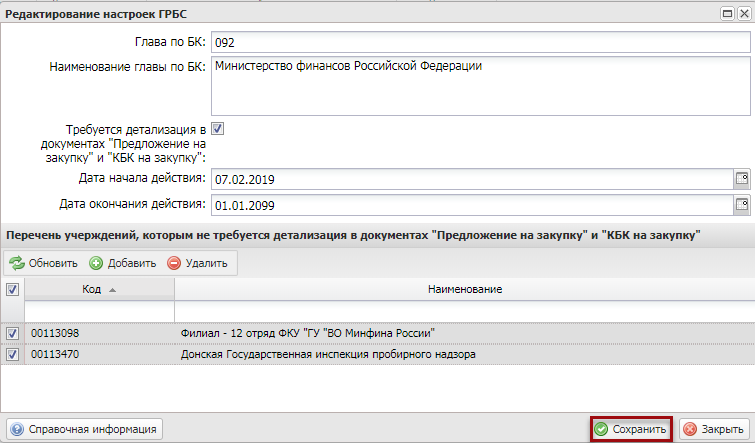 Редактирование настроек ГРБС
Глава по БК: 092
Наименование главы по БК: Министерство финансов Российской Федерации
Требуется детализация в
документах "Предложение на
закупку" и "КБК на закупку":
Дата начала действия: 07.02.2019
Дата окончания действия: 01.01.2099
Перечень учерждений, которым не требуется детализация в документах "Предложение на закупку" и "КБК на закупку"
Обновить Добавить Удалить
Код Наименование
00113098 Филиал - 12 отряд ФКУ "ГУ "ВО Минфина России"
00113470 Донская Государственная инспекция пробирного надзора
Справочная информация Сохранить Закрыть